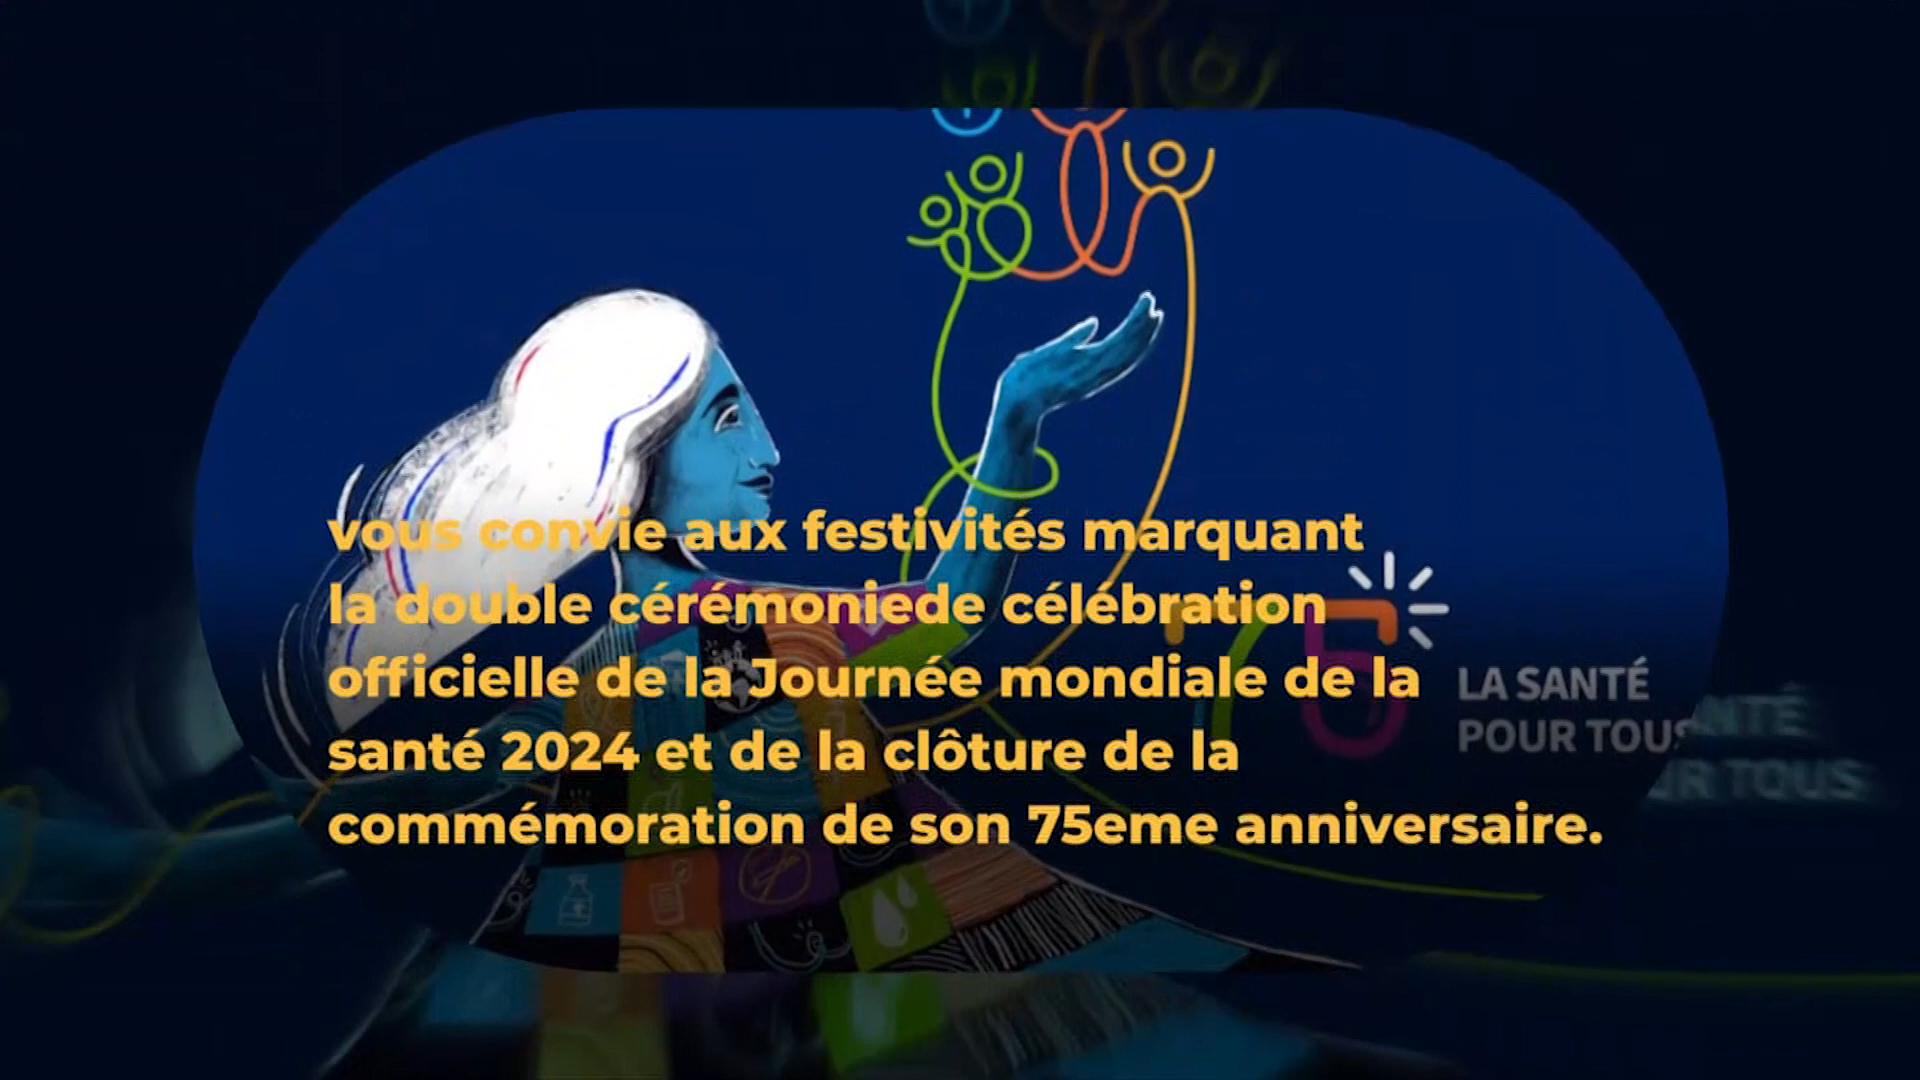 vous convie aux festivités marquant
la double cérémoniede célébration
officielle de la Journée mondiale de la
santé 2024 et de la clôture de la
commémoration de son 75eme anniversaire.
75
LA SANTÉ
POUR TOUS